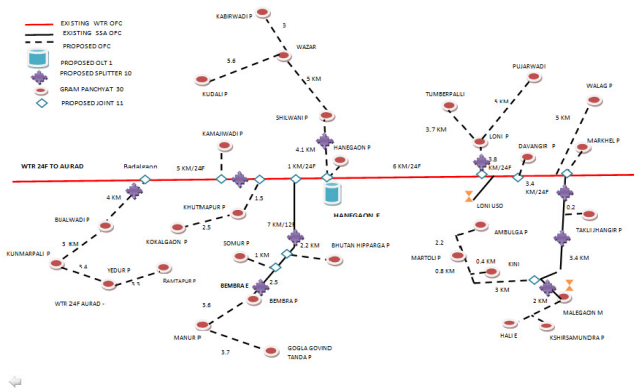 EXISTING WTR OFC
EXISTING SSA OFC
PROPOSED OFC
PROPOSED OLT 1
PROPOSED SPLITTER 10
GRAM PANCHYAT 30
PROPOSED JOINT 11
KABIRWADI P
3
WAZAR
3.6
KUDALI P
5 KM
SHILWANI P
KAMAJIWADI P
4.1 KM
HANEGAON P
PUJARWADI
TUMBERPALLI
WALAG P
5 KM
5 KM
3.7 KM
LONI P
DAVANGIR P
MARKHEL P
WTR 24F TO AURAD
5 KM/24F
1 KM/24F
6 KM/24F
3.8
KM/24F
3.4
KM/24F
4 KM
1.5
HANEGAON E
LONI USO
0.2
TAKLI JHANGIR P
BIJALWADI P
KHUTMAPUR P
2.5
KOKALGAON P
7 KM/12F
AMBULGA P
3 KM
SOMUR P
2.2 KM
2.2
KUNMARPALI P
1 KM
BHUTAN HIPPARGA P
MARTOLI P
0.4 KM
KINI
3.4 KM
0.8 KM
YEDUR P
RAMTAPUR P
BEMBRA E
2.5
3 KM
WTR 24F AURAD -
3.6
BEMBRA P
2 KM
MALEGAON M
MANUR P
HALI E
KSHIRSAMUNDRA P
3.7
GOGLA GOVIND
TANDA P